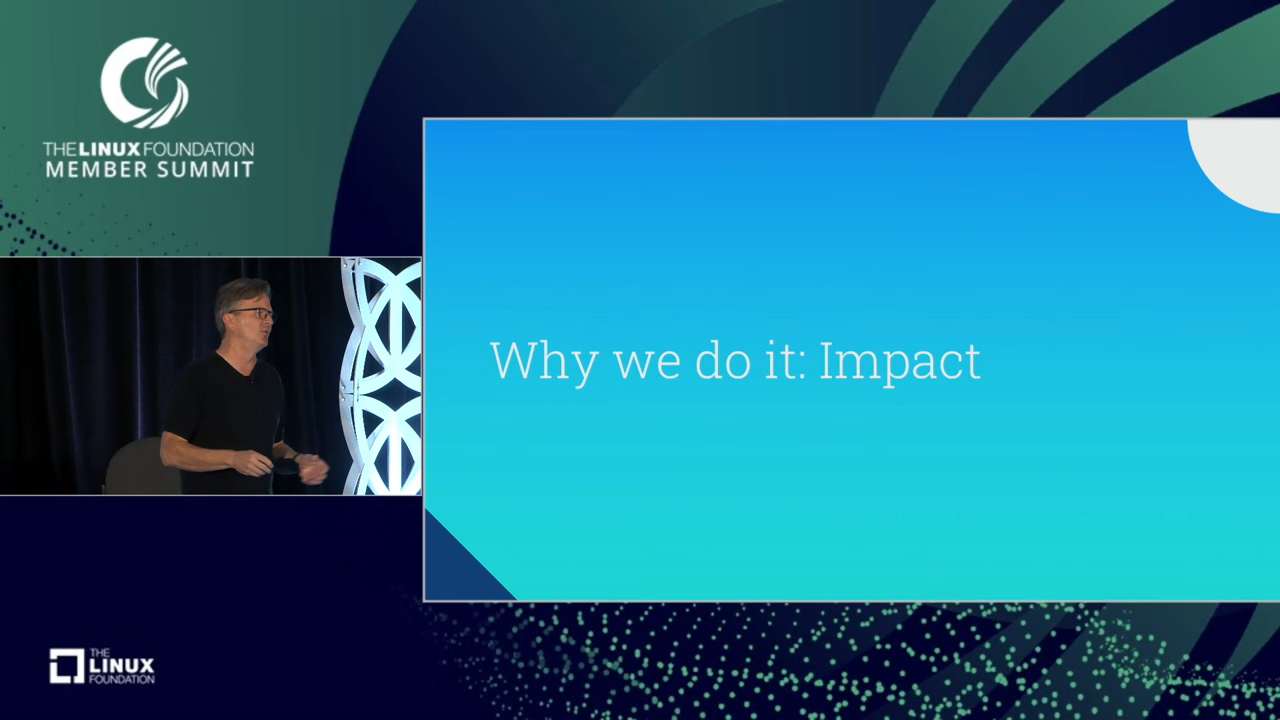 THE LINUX FOUNDATION
MEMBER SUMMIT
Why we do it: Impact
THE
LINUX
FOUNDATION